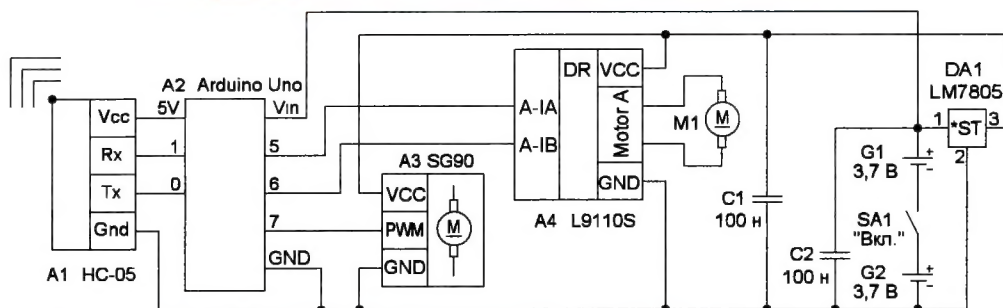 A2 Arduino Uno
DR
VCC
DA1
LM7805
Vcc
5V
Vin
A-IA
Motor A
M1
M
1
*ST
3
Rx
1
5
A-IB
2
G1
+
3,7 В
−
Tx
0
6
A3 SG90
VCC
GND
C1
100 н
Gnd
7
PWM
M
A4 L9110S
SA1
"Вкл."
C2
100 н
A1 HC-05
GND
GND
G2
+
3,7 В
−